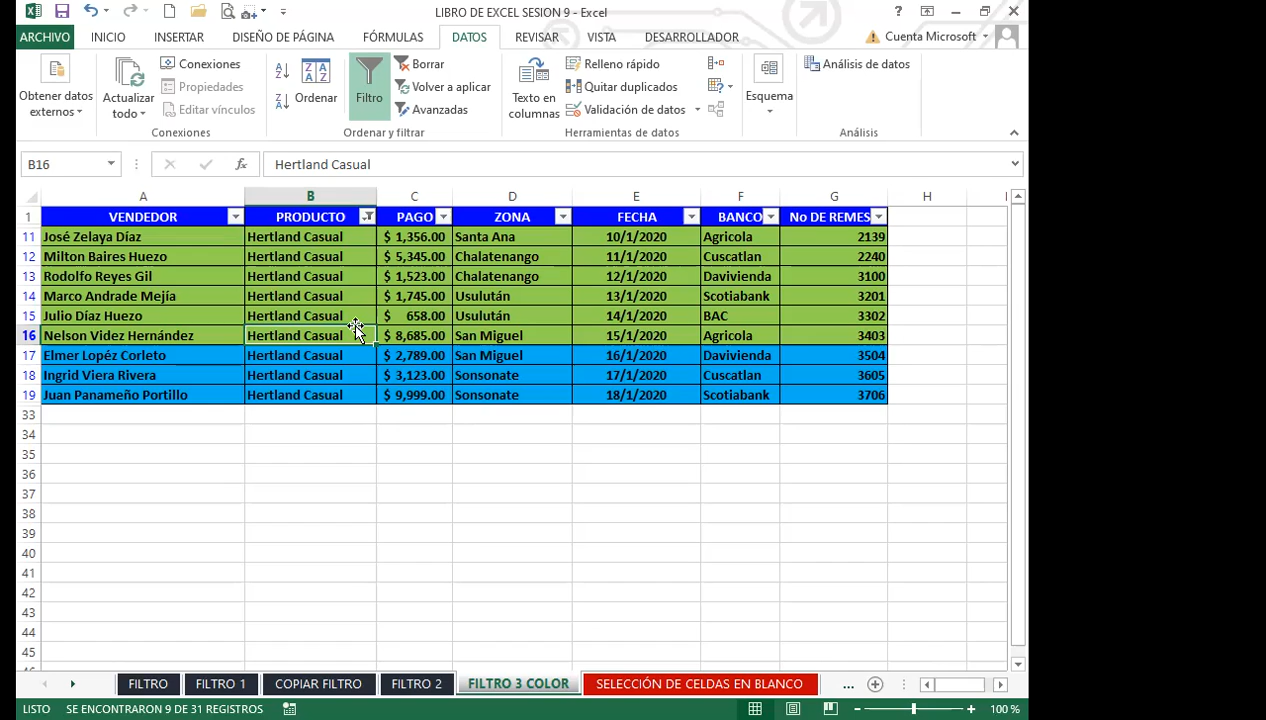 LIBRO DE EXCEL SESION 9 - Excel
?
ARCHIVO INICIO INSERTAR DISEÑO DE PÁGINA FÓRMULAS DATOS REVISAR VISTA DESARROLLADOR Cuenta Microsoft
Obtener datos externos
Actualizar todo
Conexiones
Propiedades
Editar vínculos
Conexiones
Ordenar
Filtro
Borrar
Volver a aplicar
Avanzadas
Ordenar y filtrar
Texto en columnas
Relleno rápido
Quitar duplicados
Validación de datos
Herramientas de datos
Esquema
Análisis de datos
Análisis
B16 fx Hertland Casual
A B C D E F G H I
1 VENDEDOR PRODUCTO PAGO ZONA FECHA BANCO No DE REMES
11 José Zelaya Díaz Hertland Casual $ 1,356.00 Santa Ana 10/1/2020 Agricola 2139
12 Milton Baires Huezo Hertland Casual $ 5,345.00 Chalatenango 11/1/2020 Cuscatlan 2240
13 Rodolfo Reyes Gil Hertland Casual $ 1,523.00 Chalatenango 12/1/2020 Davivienda 3100
14 Marco Andrade Mejía Hertland Casual $ 1,745.00 Usulután 13/1/2020 Scotiabank 3201
15 Julio Díaz Huezo Hertland Casual $ 658.00 Usulután 14/1/2020 BAC 3302
16 Nelson Videz Hernández Hertland Casual $ 8,685.00 San Miguel 15/1/2020 Agricola 3403
17 Elmer Lopéz Corleto Hertland Casual $ 2,789.00 San Miguel 16/1/2020 Davivienda 3504
18 Ingrid Viera Rivera Hertland Casual $ 3,123.00 Sonsonate 17/1/2020 Cuscatlan 3605
19 Juan Panameño Portillo Hertland Casual $ 9,999.00 Sonsonate 18/1/2020 Scotiabank 3706
33
34
35
36
37
38
39
40
41
42
43
44
45
FILTRO FILTRO 1 COPIAR FILTRO FILTRO 2 FILTRO 3 COLOR SELECCIÓN DE CELDAS EN BLANCO ...
LISTO SE ENCONTRARON 9 DE 31 REGISTROS 100 %